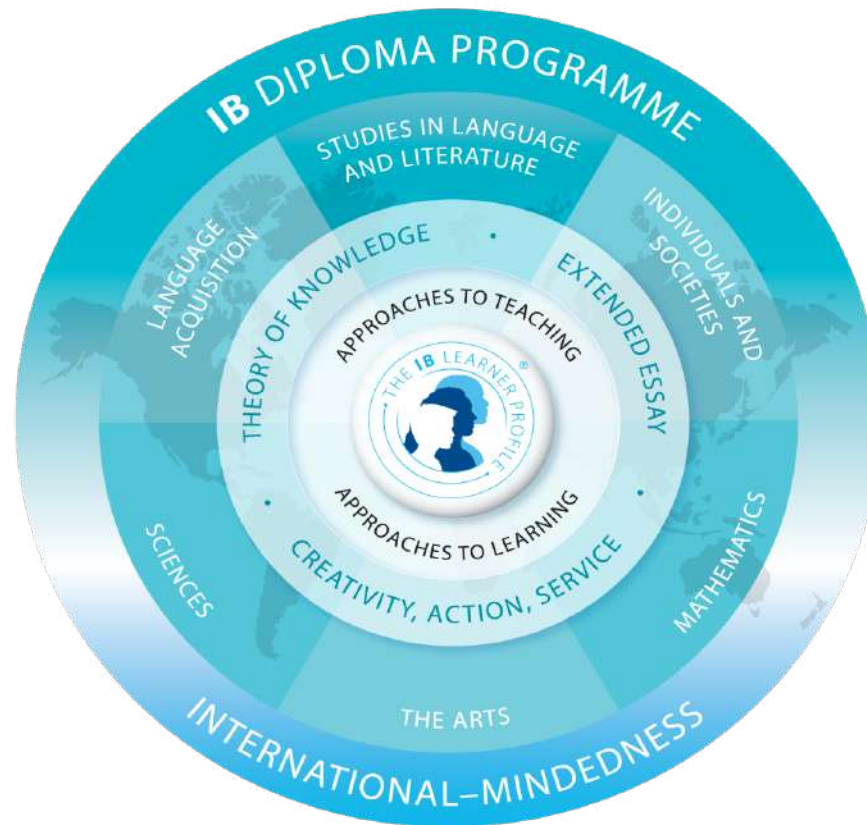 IB DIPLOMA PROGRAMME
STUDIES IN LANGUAGE
AND LITERATURE
LANGUAGE
ACQUISITION
INDIVIDUALS AND
SOCIETIES
THEORY OF KNOWLEDGE
EXTENDED ESSAY
APPROACHES TO TEACHING
THE IB LEARNER PROFILE
®
APPROACHES TO LEARNING
CREATIVITY, ACTION, SERVICE
SCIENCES
MATHEMATICS
THE ARTS
INTERNATIONAL–MINDEDNESS